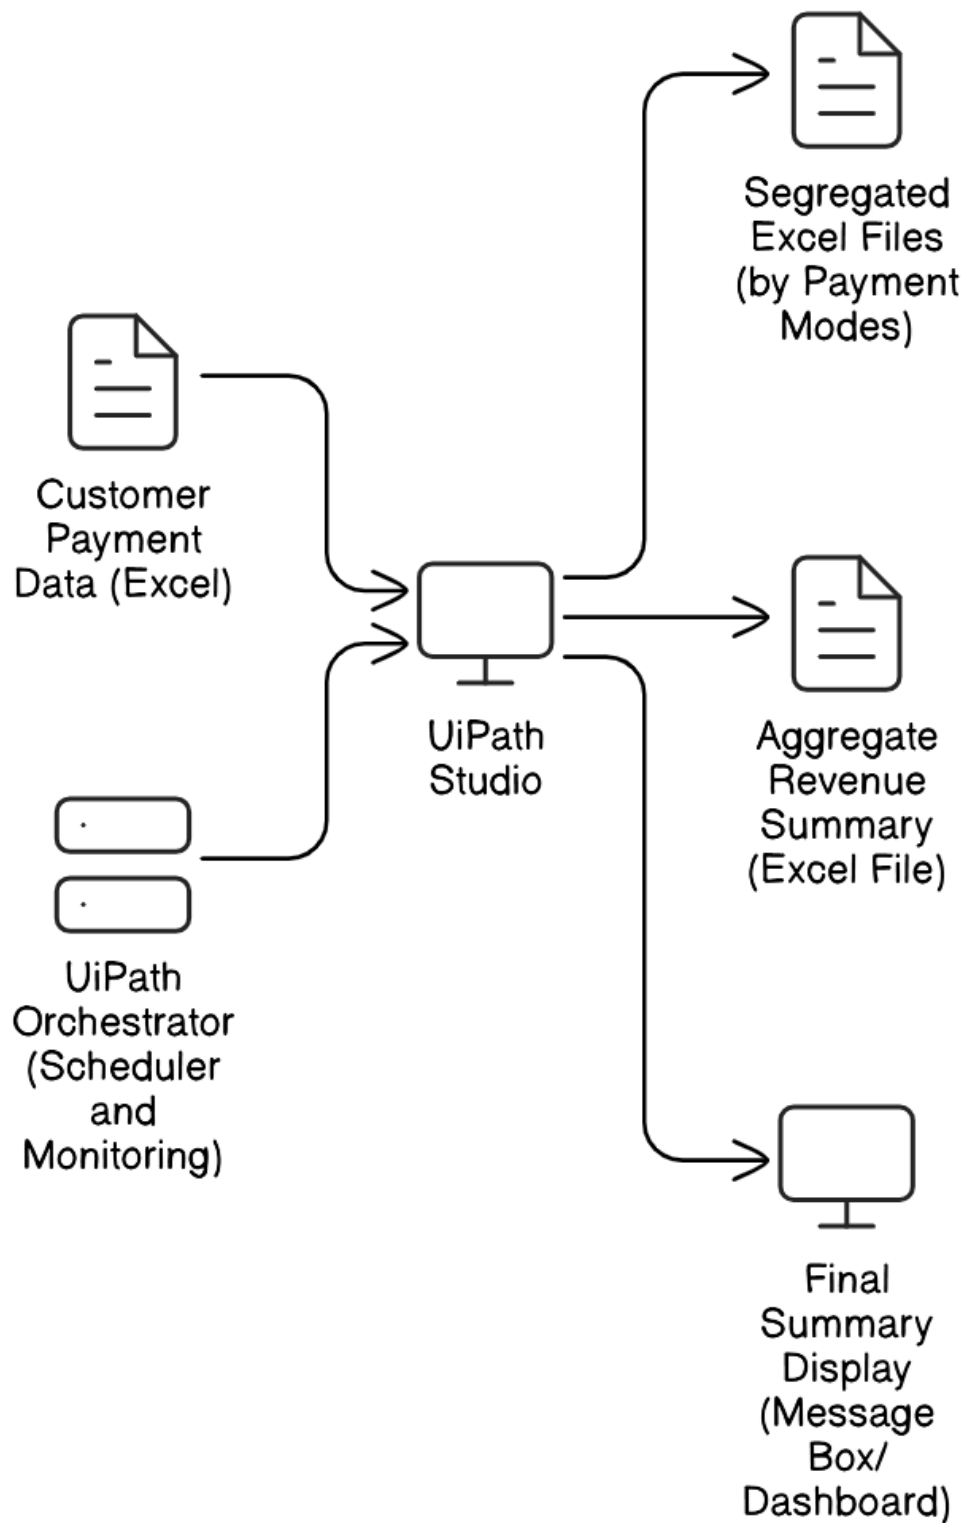 Segregated
Excel Files
(by Payment
Modes)
Customer
Payment
Data (Excel)
UiPath
Studio
Aggregate
Revenue
Summary
(Excel File)
UiPath
Orchestrator
(Scheduler
and
Monitoring)
Final
Summary
Display
(Message
Box/
Dashboard)